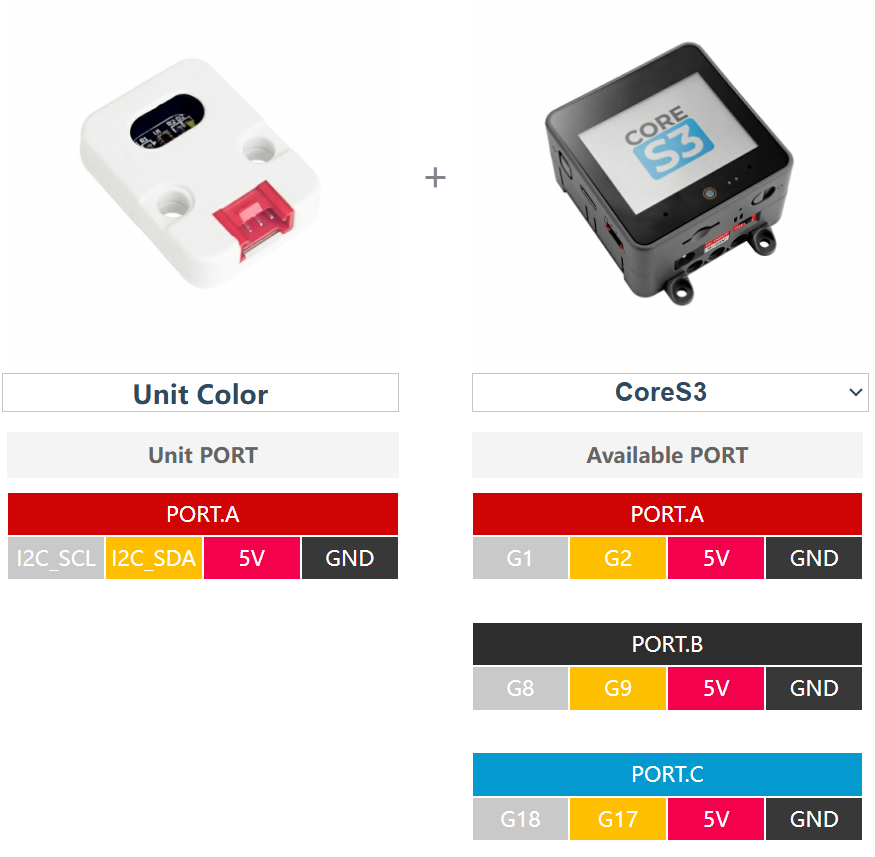 CORE
S3
+
Unit Color
CoreS3
Unit PORT
Available PORT
PORT.A
I2C_SCL I2C_SDA 5V GND
PORT.A
G1 G2 5V GND
PORT.B
G8 G9 5V GND
PORT.C
G18 G17 5V GND